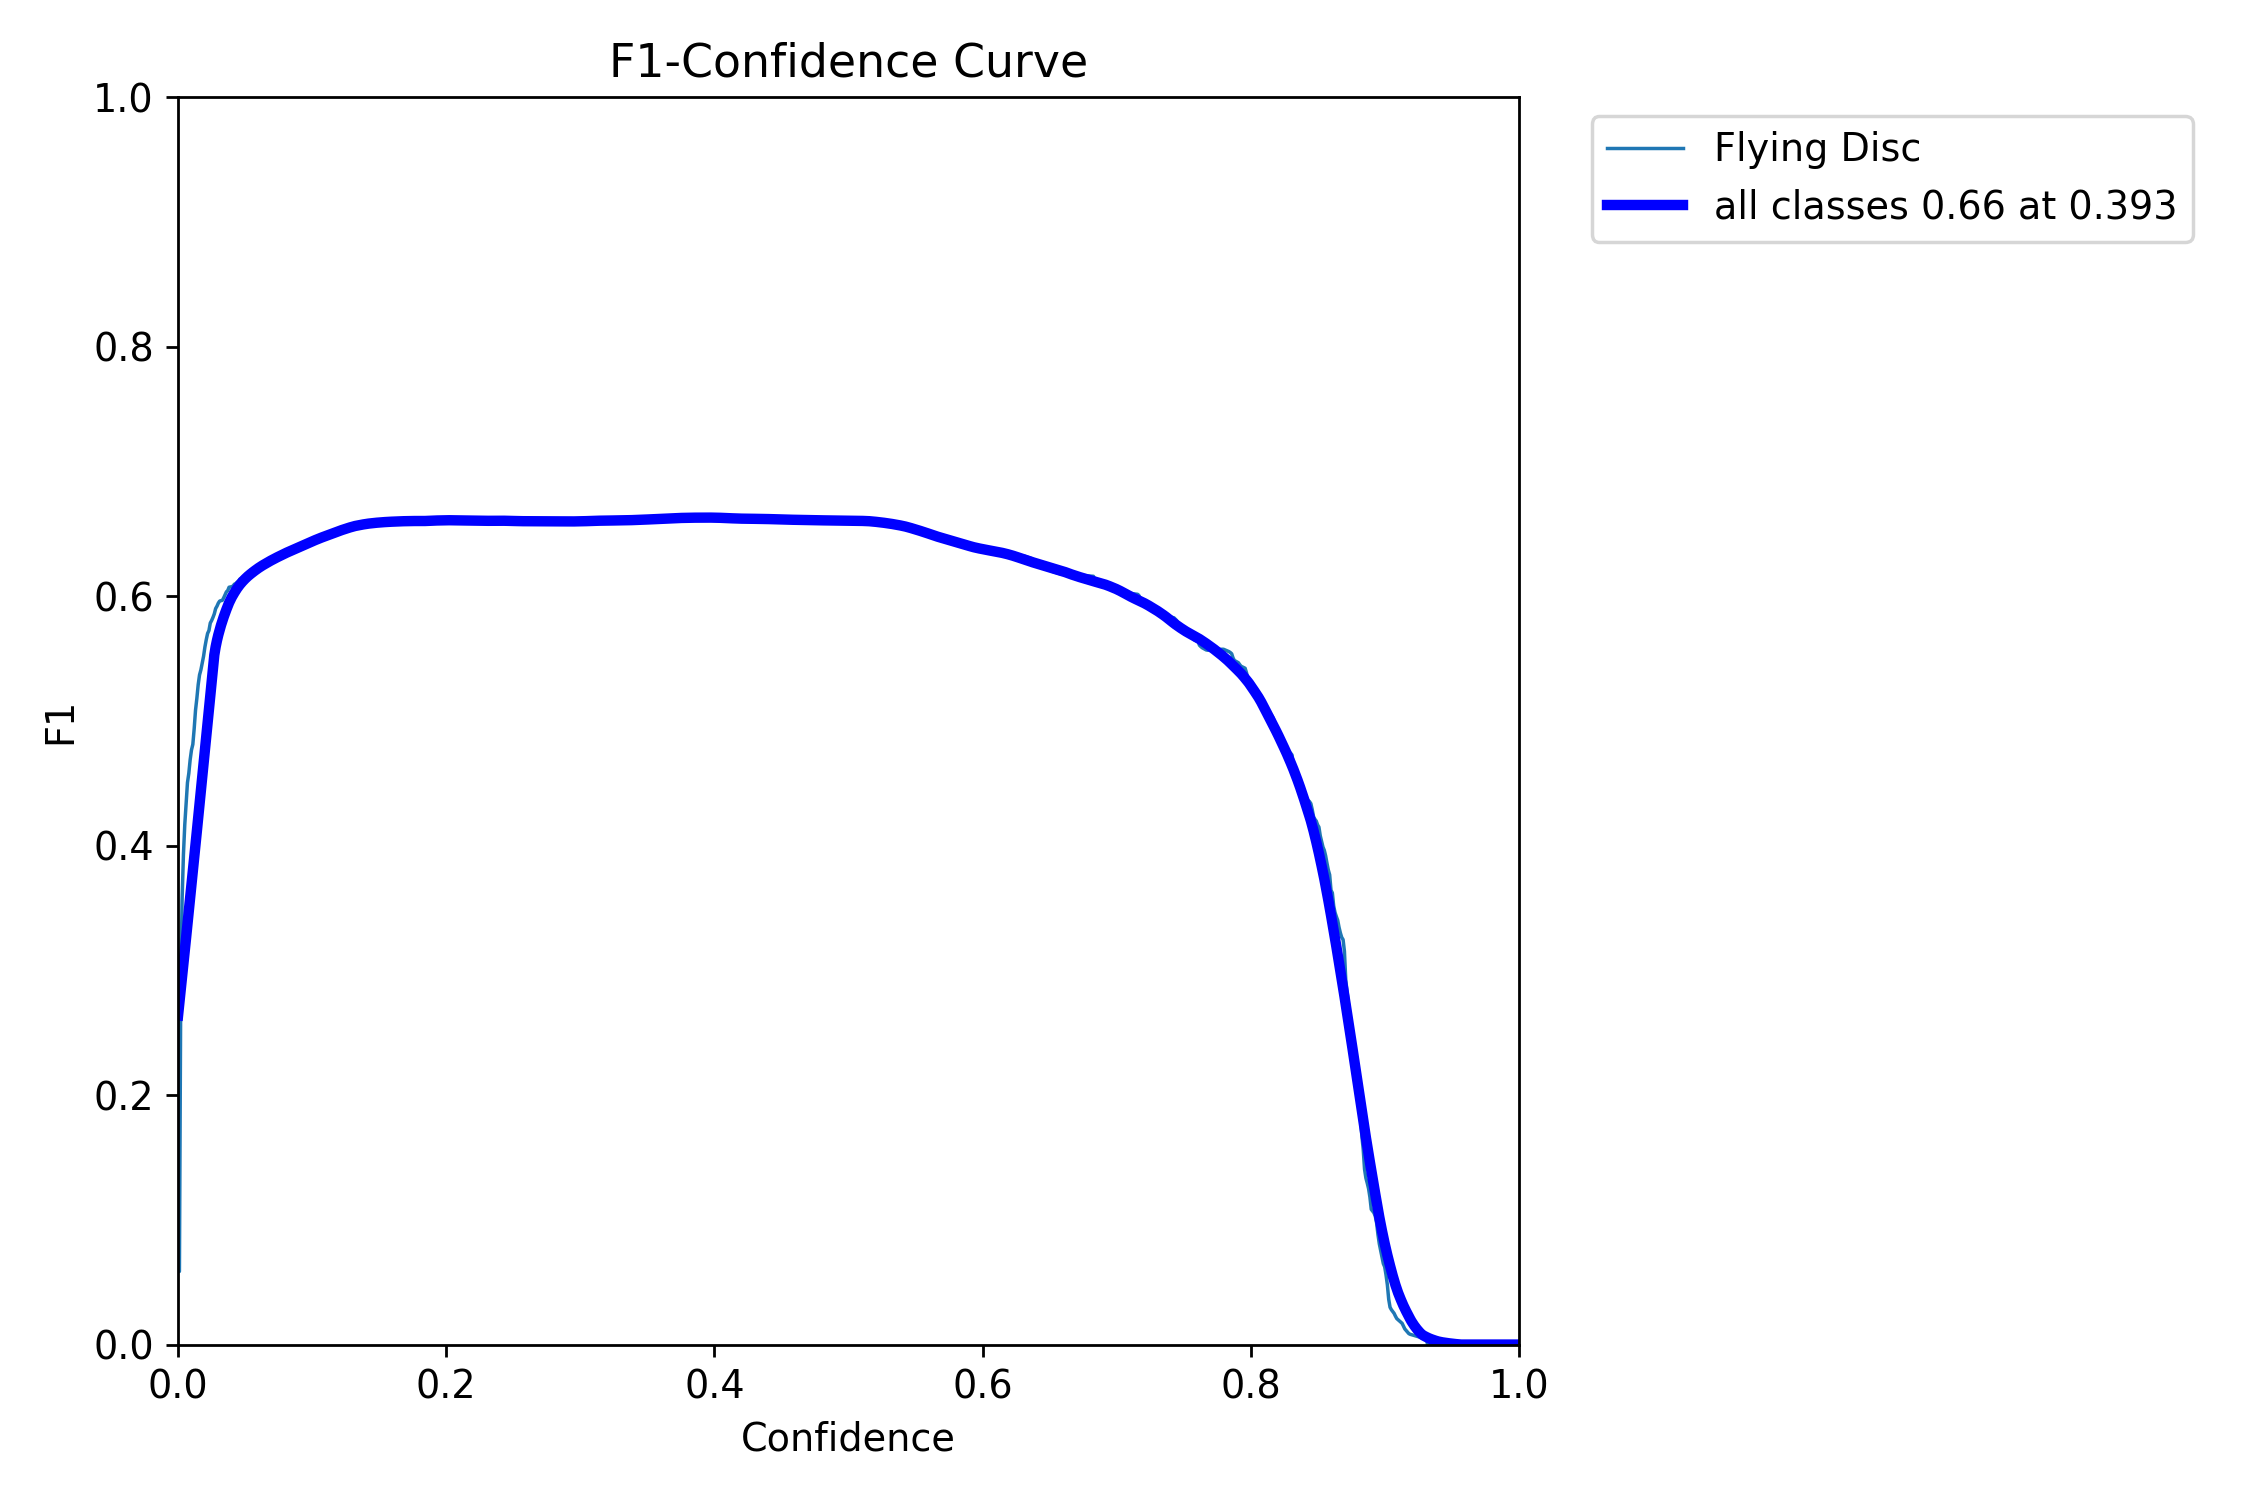 F1-Confidence Curve
1.0
0.8
0.6
0.4
0.2
0.0
F1
0.0 0.2 0.4 0.6 0.8 1.0
Confidence
Flying Disc
all classes 0.66 at 0.393